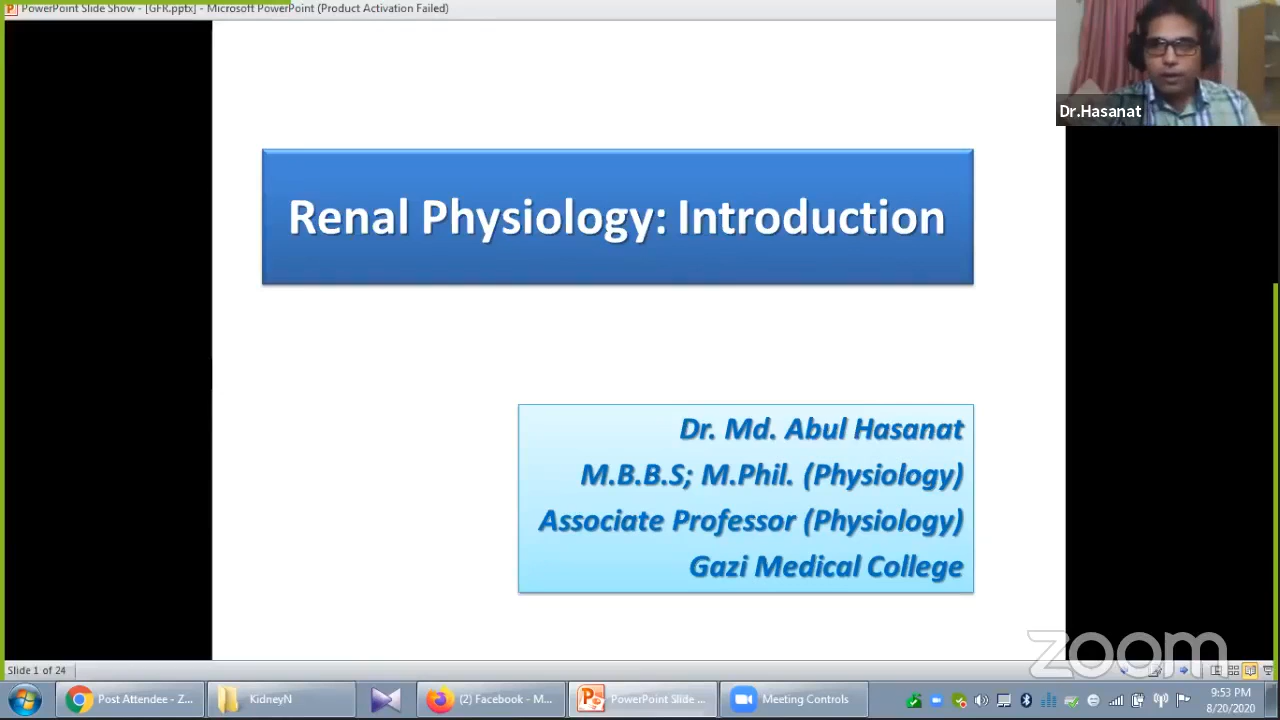 PowerPoint Slide Show - [GFR.pptx] - Microsoft PowerPoint (Product Activation Failed)
Dr.Hasanat
Renal Physiology: Introduction
Dr. Md. Abul Hasanat
M.B.B.S; M.Phil. (Physiology)
Associate Professor (Physiology)
Gazi Medical College
zoom
Slide 1 of 24
Post Attendee - Z...
KidneyN
(2) Facebook - M...
PowerPoint Slide ...
Meeting Controls
9:53 PM
8/20/2020